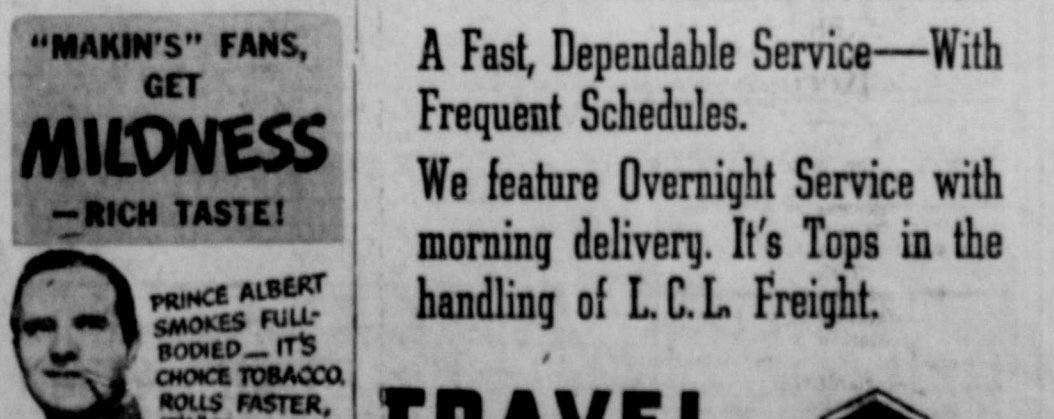 "MAKIN'S" FANS,
GET
MILDNESS
—RICH TASTE!
PRINCE ALBERT
SMOKES FULL-
BODIED— IT'S
CHOICE TOBACCO.
ROLLS FASTER,
A Fast, Dependable Service—With
Frequent Schedules.
We feature Overnight Service with
morning delivery. It's Tops in the
handling of L. C. L. Freight.
TRAVEL